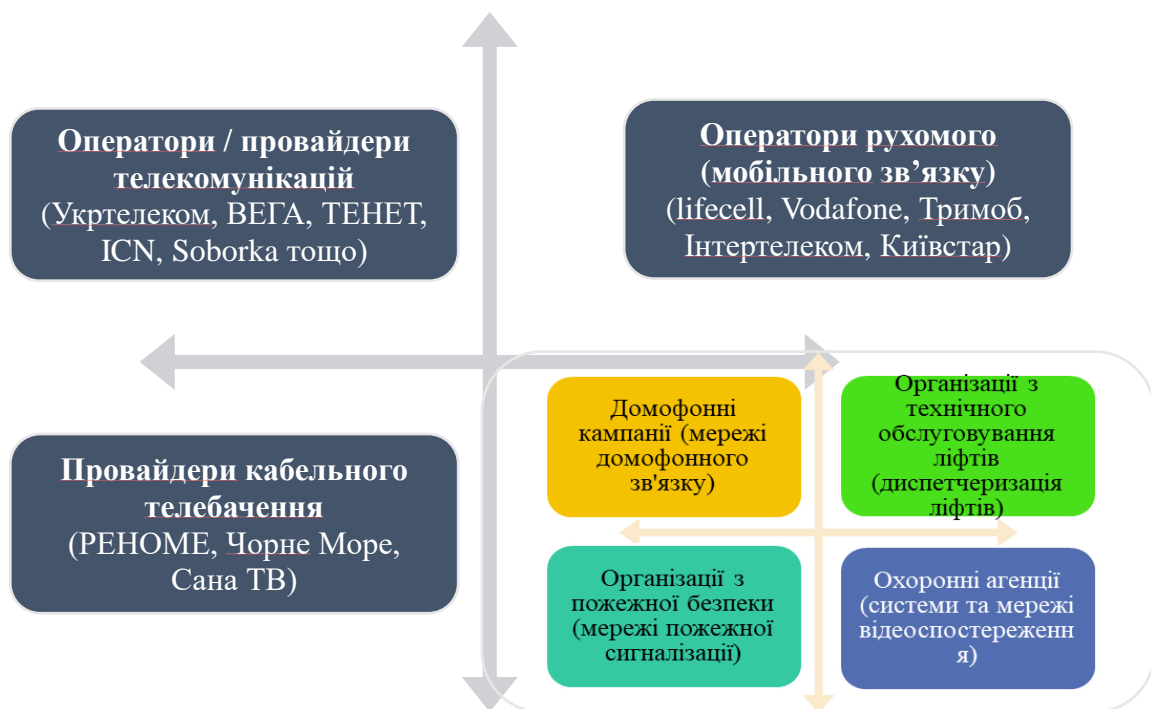 Оператори / провайдери
телекомунікацій
(Укртелеком, ВЕГА, ТЕНЕТ,
ICN, Soborka тощо)
Оператори рухомого
(мобільного зв’язку)
(lifecell, Vodafone, Тримоб,
Інтертелеком, Київстар)
Провайдери кабельного
телебачення
(РЕНОМЕ, Чорне Море,
Сана ТВ)
Домофонні
кампанії (мережі
домофонного
зв'язку)
Організації з
технічного
обслуговування
ліфтів
(диспетчеризація
ліфтів)
Організації з
пожежної безпеки
(мережі пожежної
сигналізації)
Охоронні агенції
(системи та мережі
відеоспостереженн
я)